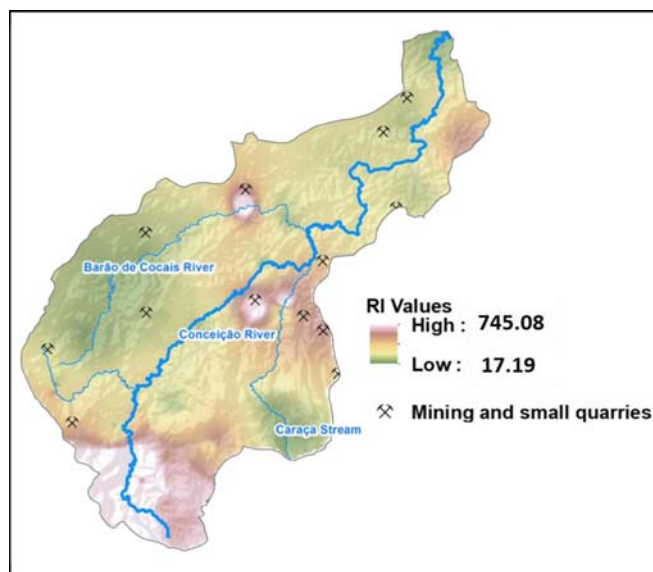 Barão de Cocais River
RI Values
High : 745.08
Conceição River
Low : 17.19
Mining and small quarries
Caraça Stream